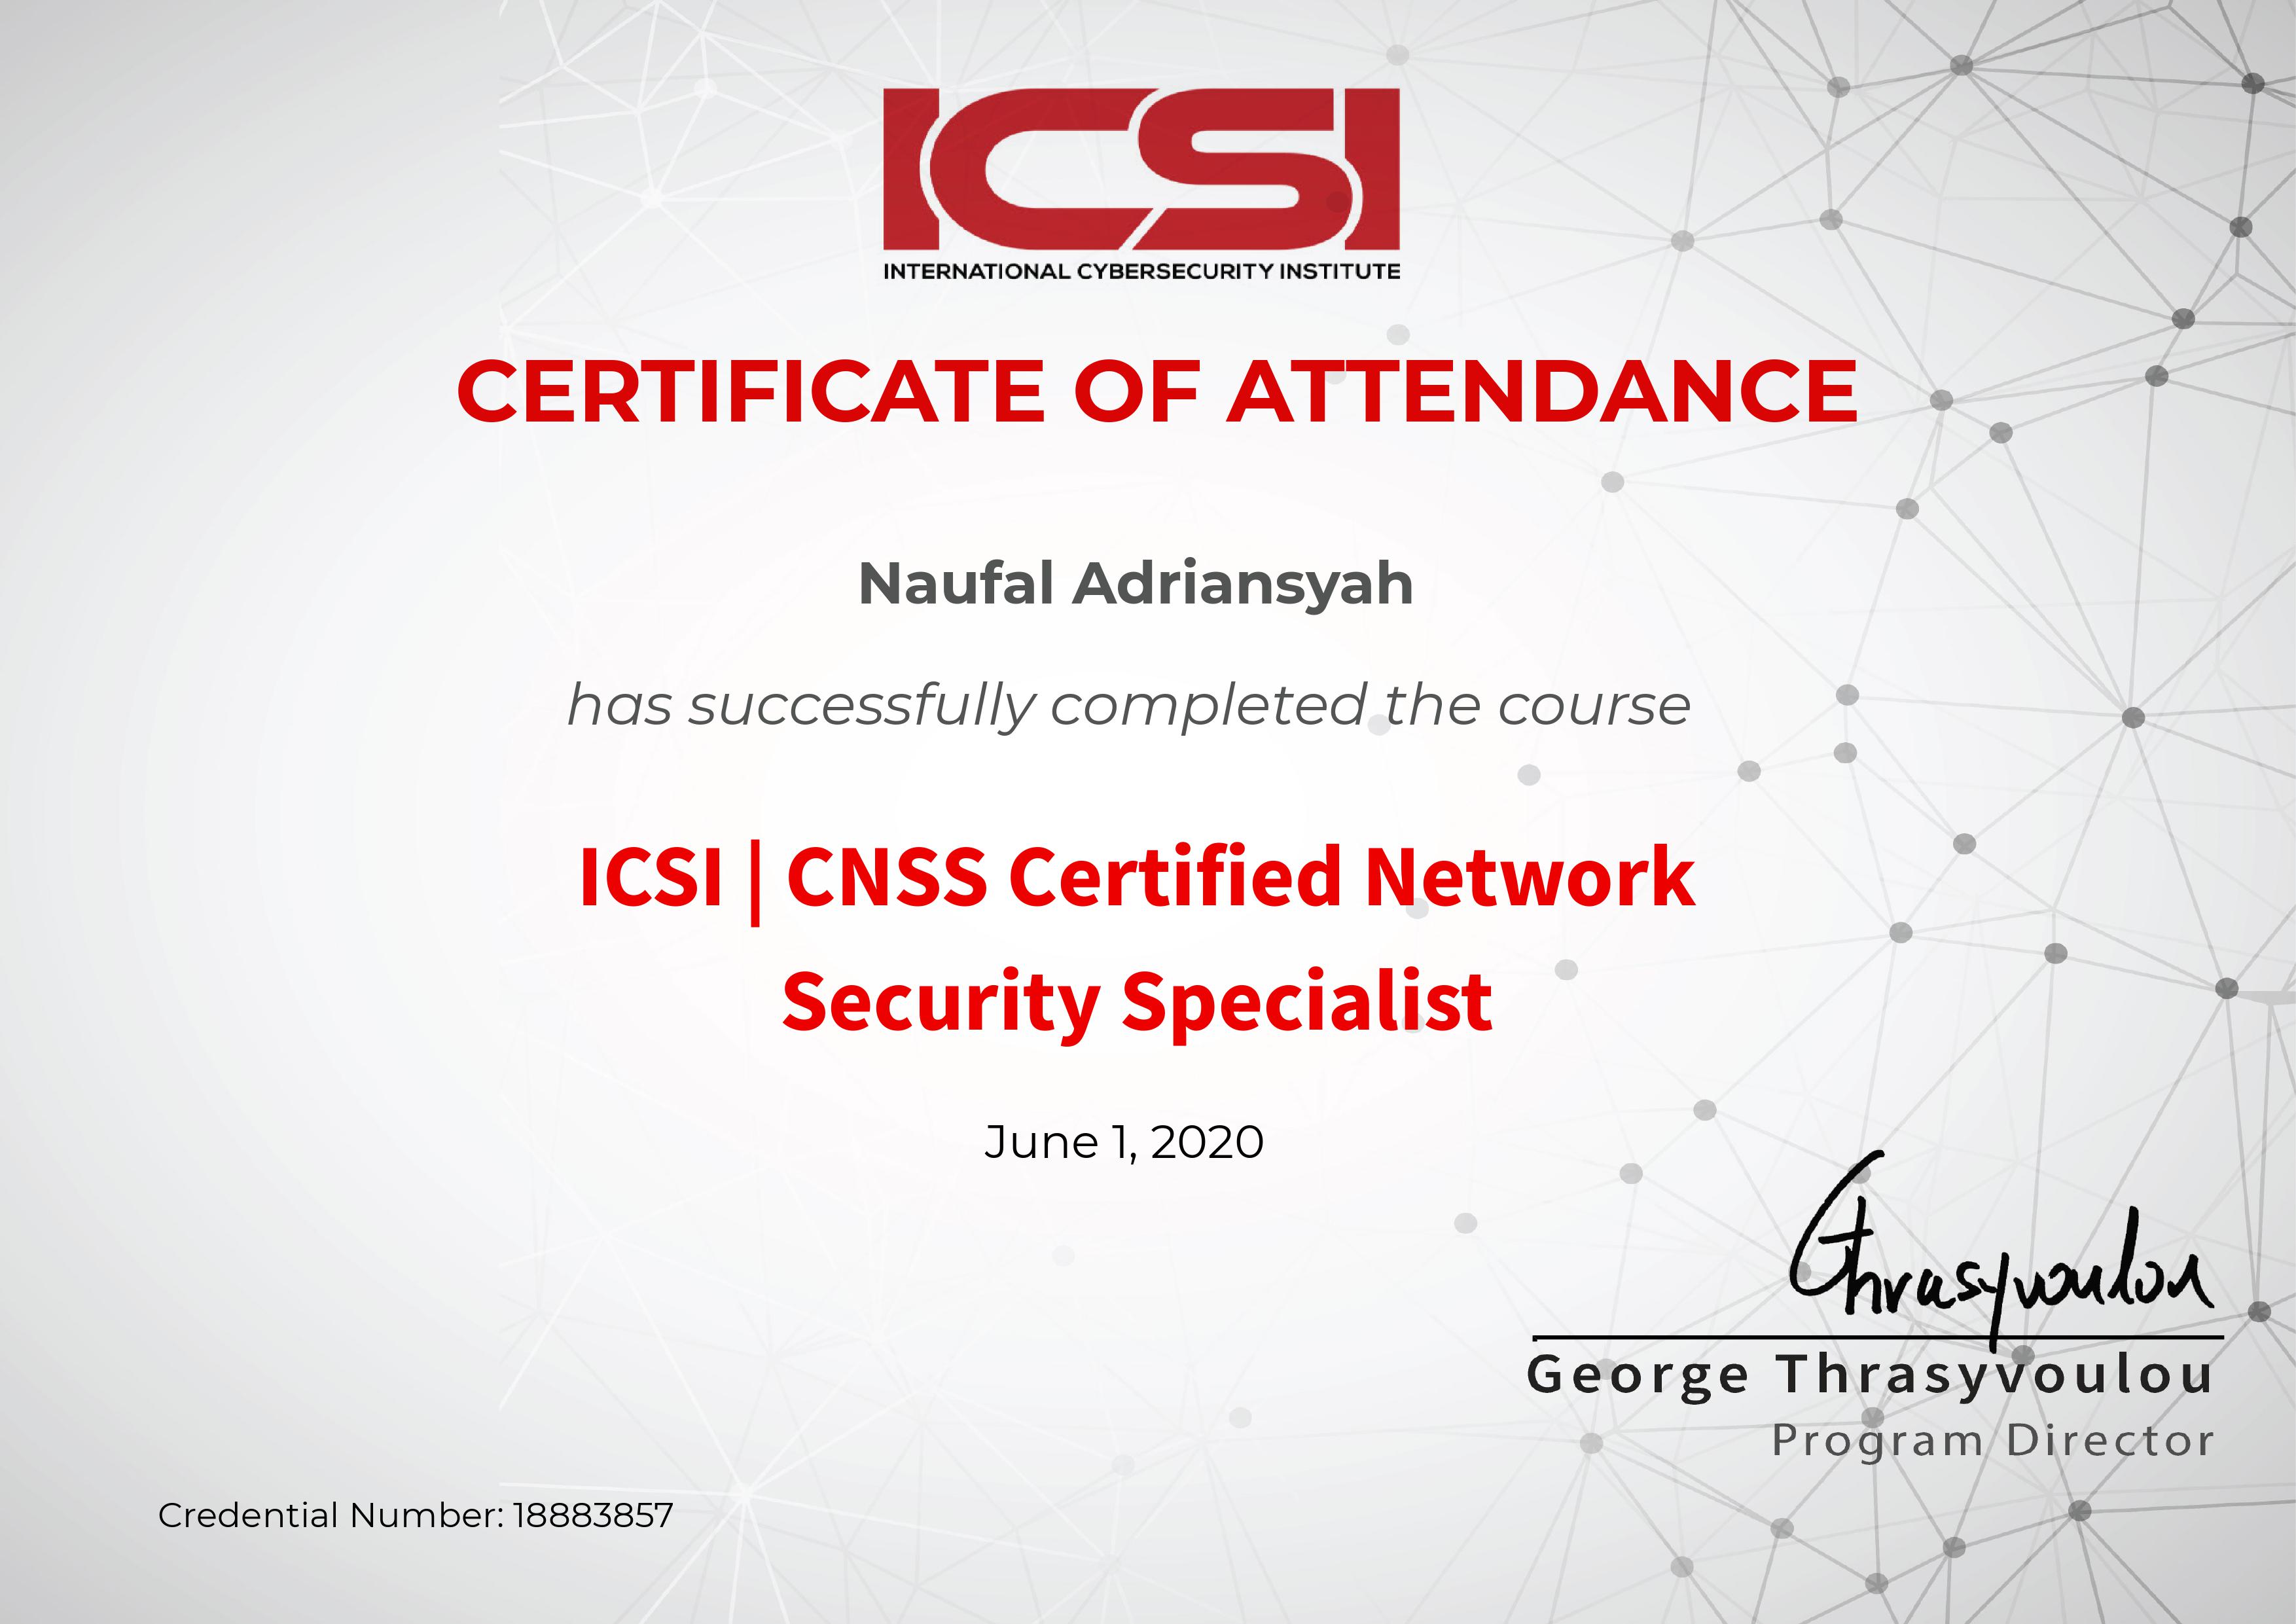 ICSI
INTERNATIONAL CYBERSECURITY INSTITUTE
CERTIFICATE OF ATTENDANCE
Naufal Adriansyah
has successfully completed the course
ICSI | CNSS Certified Network
Security Specialist
June 1, 2020
Thrasyvoulou
George Thrasyvoulou
Program Director
Credential Number: 18883857